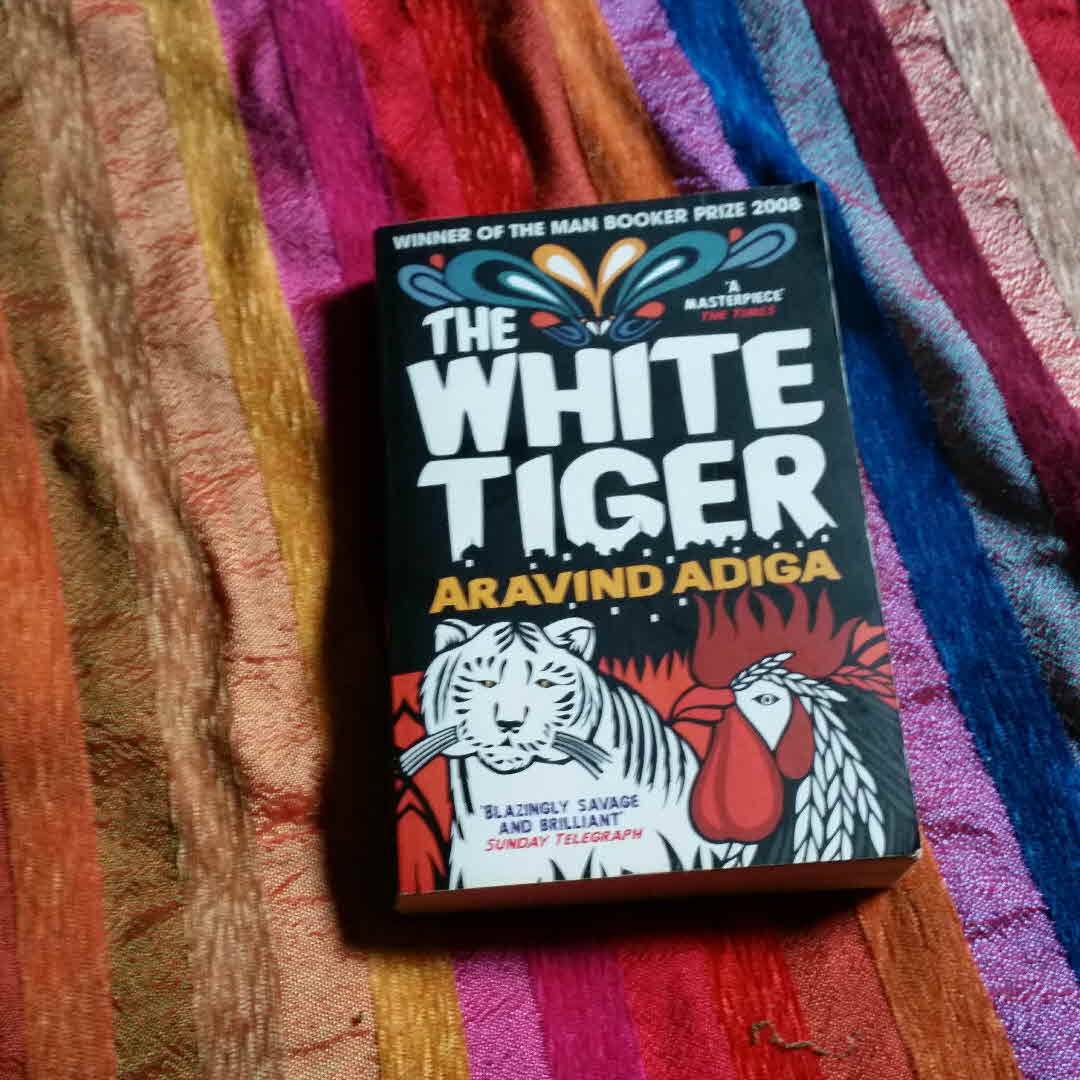 WINNER OF THE MAN BOOKER PRIZE 2008
'A
MASTERPIECE'
THE TIMES
THE
WHITE
TIGER
ARAVIND ADIGA
'BLAZINGLY SAVAGE
AND BRILLIANT'
SUNDAY TELEGRAPH